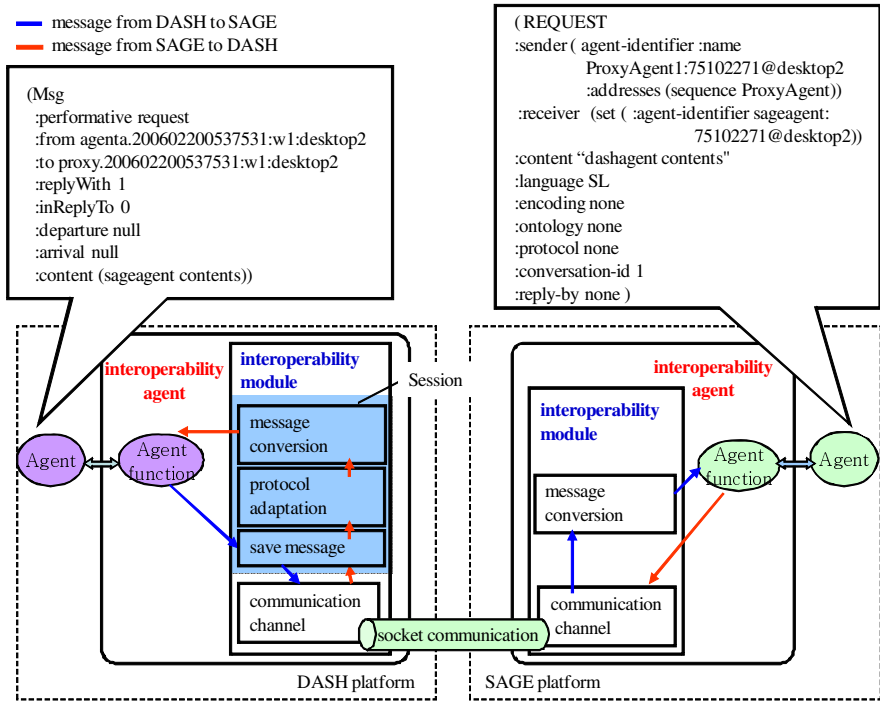 message from DASH to SAGE
message from SAGE to DASH
(Msg
:performative request
:from agenta.200602200537531:w1:desktop2
:to proxy.200602200537531:w1:desktop2
:replyWith 1
:inReplyTo 0
:departure null
:arrival null
:content (sageagent contents))
( REQUEST
:sender ( agent-identifier :name
ProxyAgent1:75102271@desktop2
:addresses (sequence ProxyAgent))
:receiver (set ( :agent-identifier sageagent:
75102271@desktop2))
:content “dashagent contents"
:language SL
:encoding none
:ontology none
:protocol none
:conversation-id 1
:reply-by none )
interoperability
agent
interoperability
module
Session
message
conversion
protocol
adaptation
save message
communication
channel
Agent
Agent
function
socket communication
DASH platform
interoperability
agent
interoperability
module
message
conversion
communication
channel
Agent
function
Agent
SAGE platform